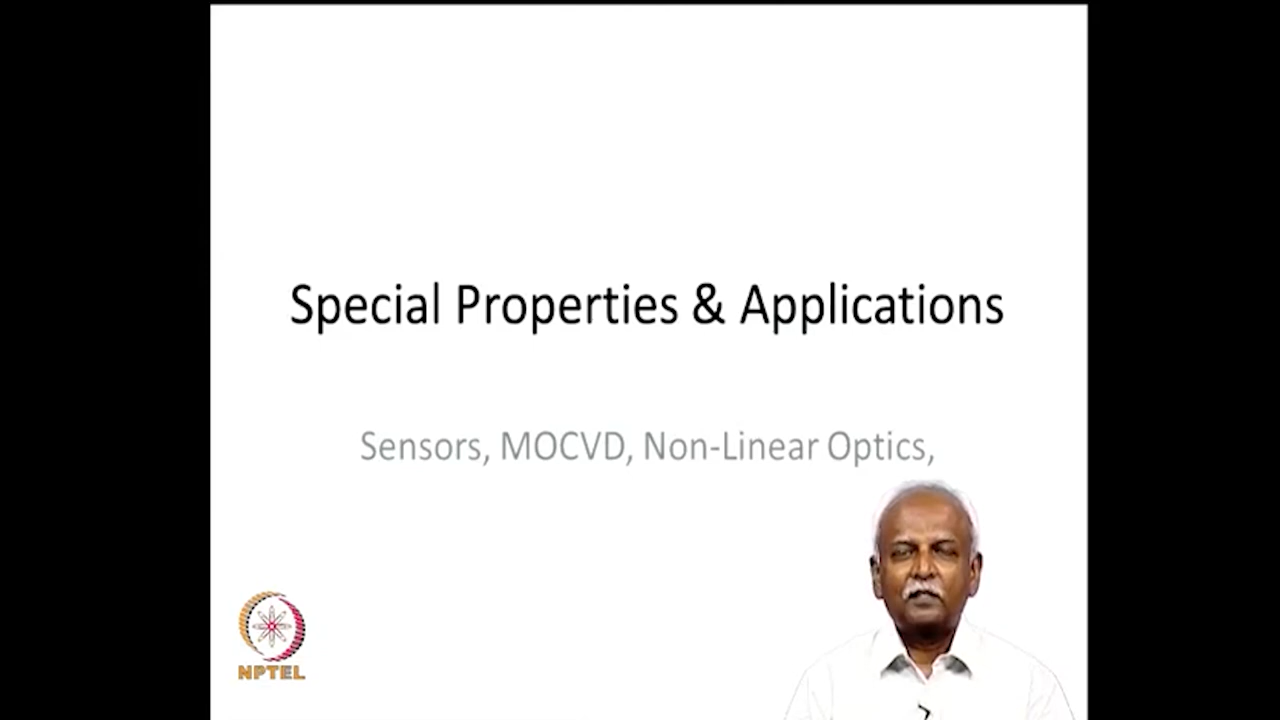 Special Properties & Applications
Sensors, MOCVD, Non-Linear Optics,
NPTEL